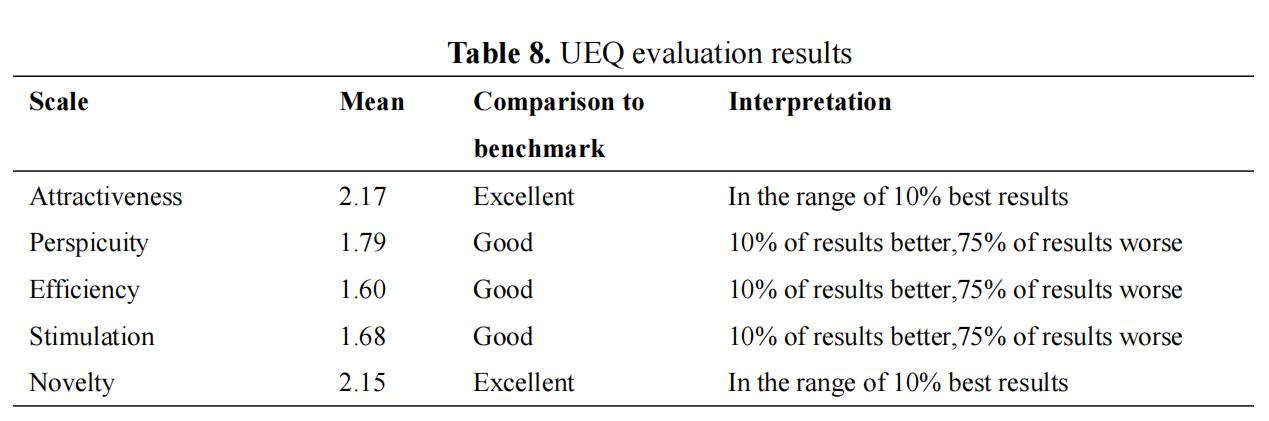 Table 8. UEQ evaluation results
Scale Mean Comparison to benchmark Interpretation
Attractiveness 2.17 Excellent In the range of 10% best results
Perspicuity 1.79 Good 10% of results better,75% of results worse
Efficiency 1.60 Good 10% of results better,75% of results worse
Stimulation 1.68 Good 10% of results better,75% of results worse
Novelty 2.15 Excellent In the range of 10% best results